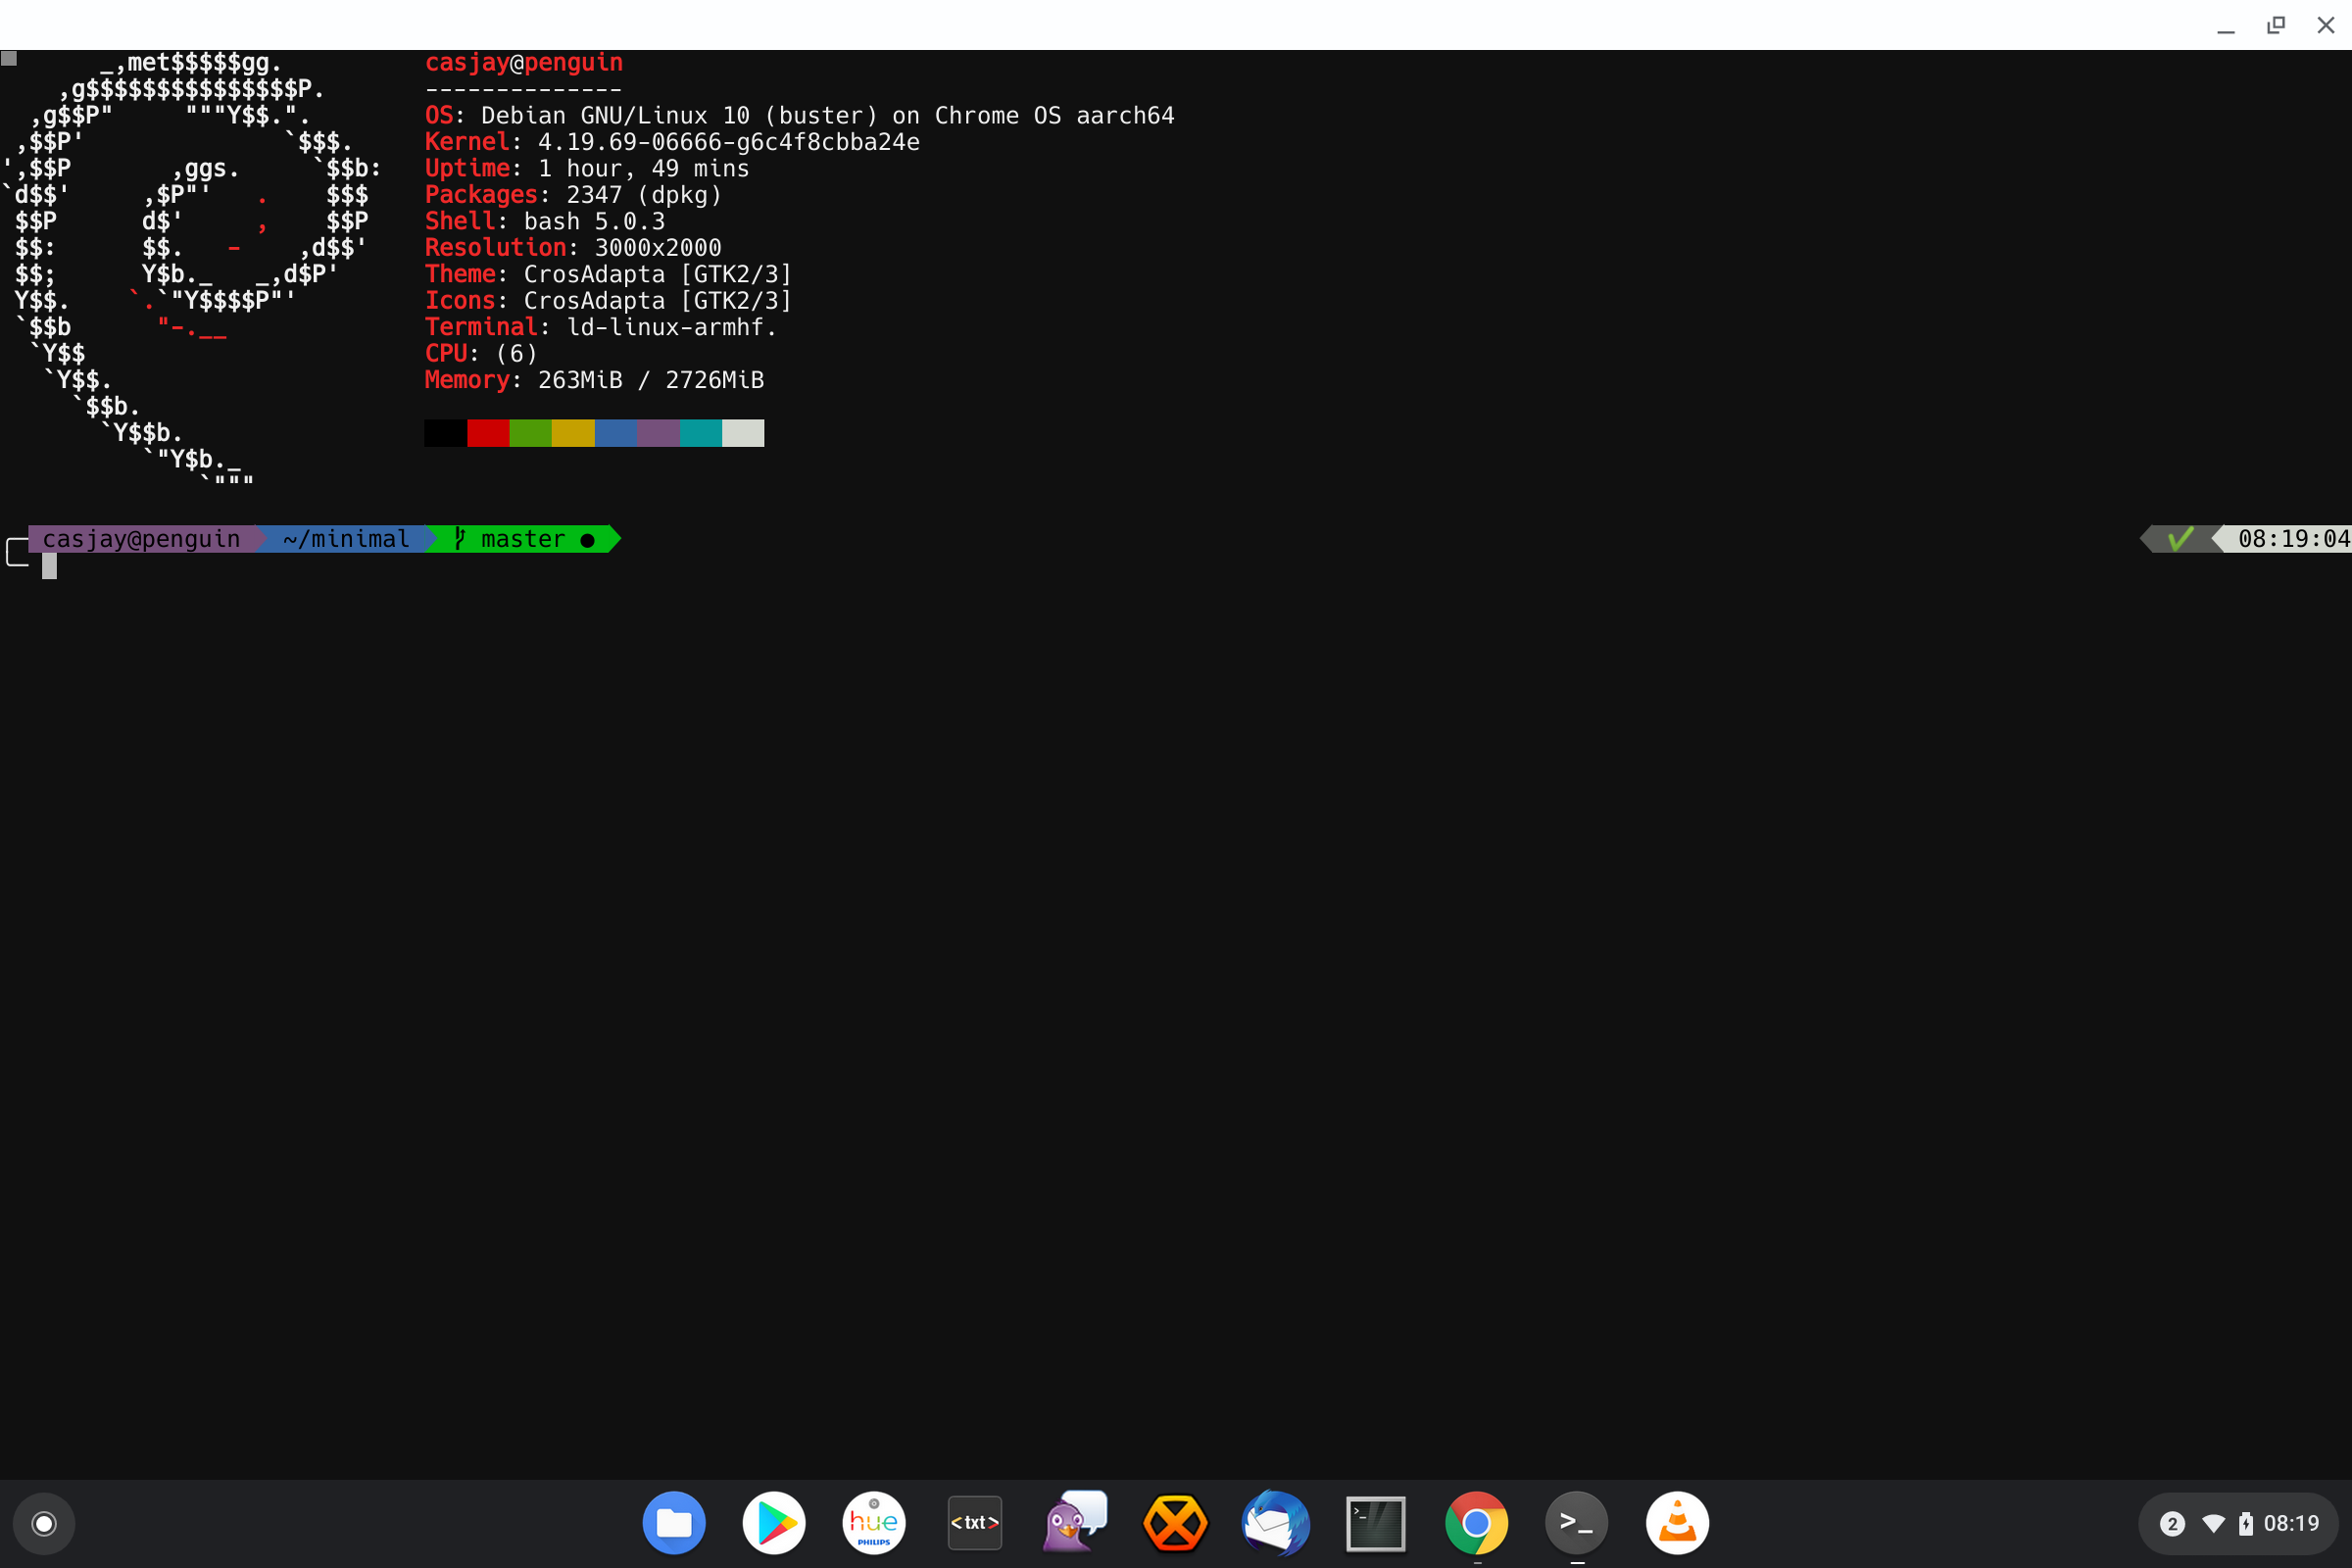 _,met$$$$$gg.
casjay@penguin
,g$$$$$$$$$$$$$$$P.
--------------
,g$$P"     """Y$$.".
OS: Debian GNU/Linux 10 (buster) on Chrome OS aarch64
,$$P'              `$$$.
Kernel: 4.19.69-06666-g6c4f8cbba24e
',$$P       ,ggs.     `$$b:
Uptime: 1 hour, 49 mins
`d$$'     ,$P"'   .    $$$
Packages: 2347 (dpkg)
$$P      d$'     ,    $$P
Shell: bash 5.0.3
$$:      $$.   -    ,d$$'
Resolution: 3000x2000
$$;      Y$b._   _,d$P'
Theme: CrosAdapta [GTK2/3]
Y$$.    `.`"Y$$$$P"'
Icons: CrosAdapta [GTK2/3]
`$$b      "-.__
Terminal: ld-linux-armhf.
`Y$$
CPU: (6)
`Y$$.
Memory: 263MiB / 2726MiB
`$$b.
`Y$$b.
`"Y$b._
`"""
casjay@penguin ~/minimal master ● ✔ 08:19:04
hue
PHILIPS
<txt>
>_
>_
2 08:19